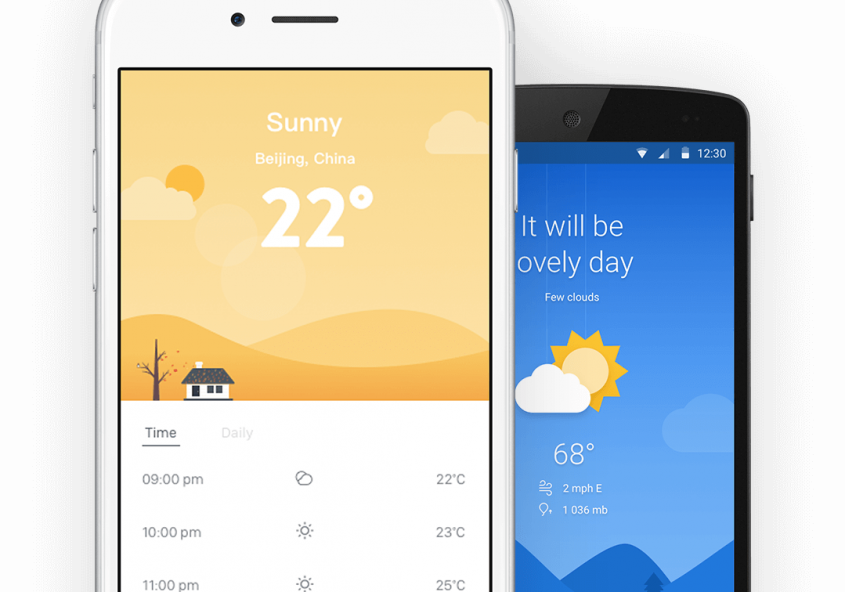 Sunny
Beijing, China
22°
Time Daily
09:00 pm 22°C
10:00 pm 23°C
11:00 pm 25°C
12:30
It will be
ovely day
Few clouds
68°
2 mph E
1 036 mb